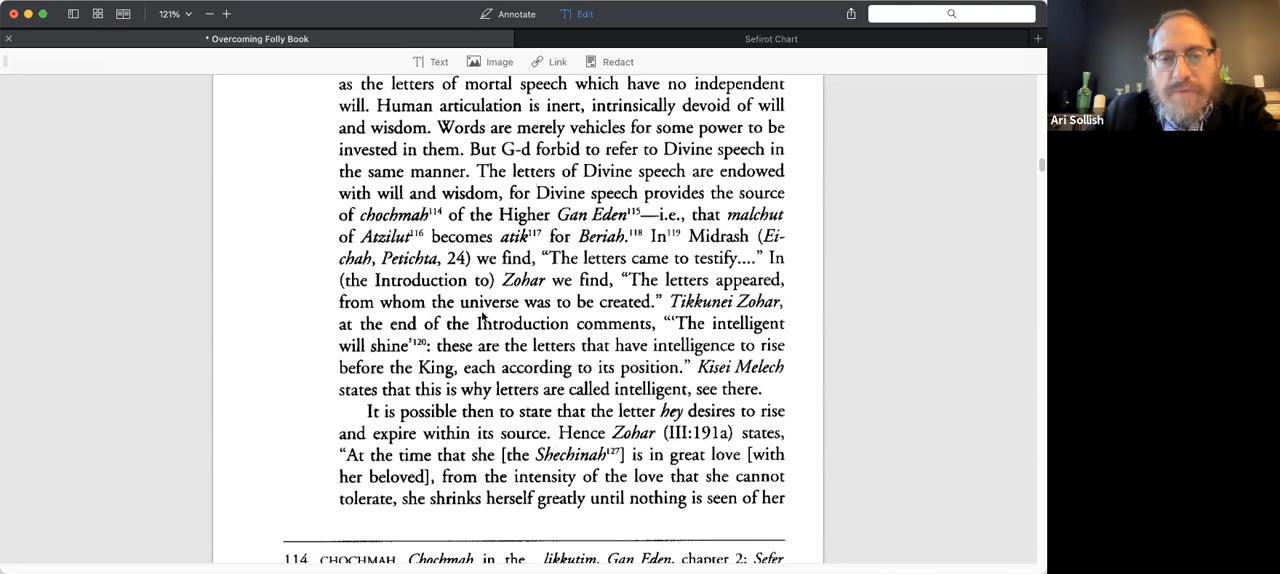 121%
Annotate
Edit
* Overcoming Folly Book
Sefirot Chart
Text
Image
Link
Redact
as the letters of mortal speech which have no independent
will. Human articulation is inert, intrinsically devoid of will
and wisdom. Words are merely vehicles for some power to be
invested in them. But G-d forbid to refer to Divine speech in
the same manner. The letters of Divine speech are endowed
with will and wisdom, for Divine speech provides the source
of chochmah¹¹⁴ of the Higher Gan Eden¹¹⁵—i.e., that malchut
of Atzilut¹¹⁶ becomes atik¹¹⁷ for Beriah.¹¹⁸ In¹¹⁹ Midrash (Ei-
chah, Petichta, 24) we find, “The letters came to testify....” In
(the Introduction to) Zohar we find, “The letters appeared,
from whom the universe was to be created.” Tikkunei Zohar,
at the end of the Introduction comments, “‘The intelligent
will shine’¹²⁰: these are the letters that have intelligence to rise
before the King, each according to its position.” Kisei Melech
states that this is why letters are called intelligent, see there.
It is possible then to state that the letter hey desires to rise
and expire within its source. Hence Zohar (III:191a) states,
“At the time that she [the Shechinah¹²⁷] is in great love [with
her beloved], from the intensity of the love that she cannot
tolerate, she shrinks herself greatly until nothing is seen of her
114 CHOCHMAH. Chochmah in the likkutim, Gan Eden, chapter 2; Sefer
Ari Sollish